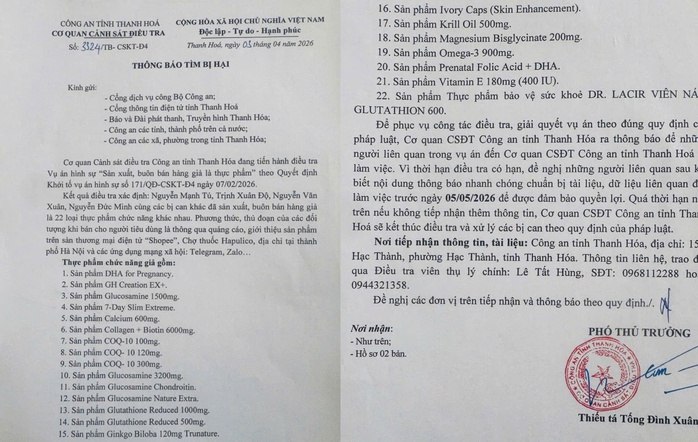 CÔNG AN TỈNH THANH HOÁ
CƠ QUAN CẢNH SÁT ĐIỀU TRA
Số: 3324/TB- CSKT-Đ4
CỘNG HÒA XÃ HỘI CHỦ NGHĨA VIỆT NAM
Độc lập - Tự do - Hạnh phúc
Thanh Hoá, ngày 03 tháng 04 năm 2026
THÔNG BÁO TÌM BỊ HẠI
Kính gửi:
- Cổng dịch vụ công Bộ Công an;
- Cổng thông tin điện tử tỉnh Thanh Hoá
- Báo và Đài phát thanh, Truyền hình Thanh Hóa;
- Công an các tỉnh, thành phố trên cả nước;
- Công an các xã, phường trong tỉnh Thanh Hóa;
Cơ quan Cảnh sát điều tra Công an tỉnh Thanh Hóa đang tiến hành điều tra
Vụ án hình sự “Sản xuất, buôn bán hàng giả là thực phẩm” theo Quyết định
Khởi tố vụ án hình sự số 171/QĐ-CSKT-Đ4 ngày 07/02/2026.
Kết quả điều tra xác định: Nguyễn Mạnh Tú, Trịnh Xuân Độ, Nguyễn Văn
Xuân, Nguyễn Đức Minh cùng các bị can khác đã sản xuất, buôn bán hàng giả
là 22 loại thực phẩm chức năng khác nhau. Phương thức, thủ đoạn của các đối
tượng khi bán cho người tiêu dùng là thông qua quảng cáo, giới thiệu sản phẩm
trên sàn thương mại điện tử “Shopee”, Chợ thuốc Hapulico, địa chỉ tại thành
phố Hà Nội và các ứng dụng mạng xã hội: Telegram, Zalo…
Thực phẩm chức năng giả gồm:
1. Sản phẩm DHA for Pregnancy.
2. Sản phẩm GH Creation EX+.
3. Sản phẩm Glucosamine 1500mg.
4. Sản phẩm 7-Day Slim Extreme.
5. Sản phẩm Calcium 600mg.
6. Sản phẩm Collagen + Biotin 6000mg.
7. Sản phẩm COQ-10 100mg.
8. Sản phẩm COQ-10 120mg.
9. Sản phẩm COQ-10 300mg.
10. Sản phẩm Glucosamine 3200mg.
11. Sản phẩm Glucosamine Chondroitin.
12. Sản phẩm Glucosamine Nature Extra.
13. Sản phẩm Glutathione Reduced 1000mg.
14. Sản phẩm Glutathione Reduced 500mg.
15. Sản phẩm Ginkgo Biloba 120mg Trunature.
16. Sản phẩm Ivory Caps (Skin Enhancement).
17. Sản phẩm Krill Oil 500mg.
18. Sản phẩm Magnesium Bisglycinate 200mg.
19. Sản phẩm Omega-3 900mg.
20. Sản phẩm Prenatal Folic Acid + DHA.
21. Sản phẩm Vitamin E 180mg (400 IU).
22. Sản phẩm Thực phẩm bảo vệ sức khoẻ DR. LACIR VIÊN NÁ
GLUTATHION 600.
Để phục vụ công tác điều tra, giải quyết vụ án theo đúng quy định c
pháp luật, Cơ quan CSĐT Công an tỉnh Thanh Hóa ra thông báo để nhữ
người liên quan trong vụ án đến Cơ quan CSĐT Công an tỉnh Thanh Hoá
làm việc. Vì thời hạn điều tra có hạn, đề nghị những người liên quan sau k
biết nội dung thông báo nhanh chóng chuẩn bị tài liệu, dữ liệu liên quan đ
làm việc trước ngày 05/05/2026 để được đảm bảo quyền lợi. Quá thời hạn n
trên nếu không tiếp nhận thêm thông tin, Cơ quan CSĐT Công an tỉnh Tha
Hoá sẽ kết thúc điều tra và xử lý các bị can theo quy định của pháp luật.
Nơi tiếp nhận thông tin, tài liệu: Công an tỉnh Thanh Hóa, địa chỉ: 15
Hạc Thành, phường Hạc Thành, tỉnh Thanh Hóa. Thông tin liên hệ, trao đ
qua Điều tra viên thụ lý chính: Lê Tất Hùng, SĐT: 0968112288 ho
0944321358.
Đề nghị các đơn vị trên tiếp nhận và thông báo theo quy định./.
Nơi nhận:
- Như trên;
- Hồ sơ 02 bản.
PHÓ THỦ TRƯỞNG
Thiếu tá Tống Đình Xuân